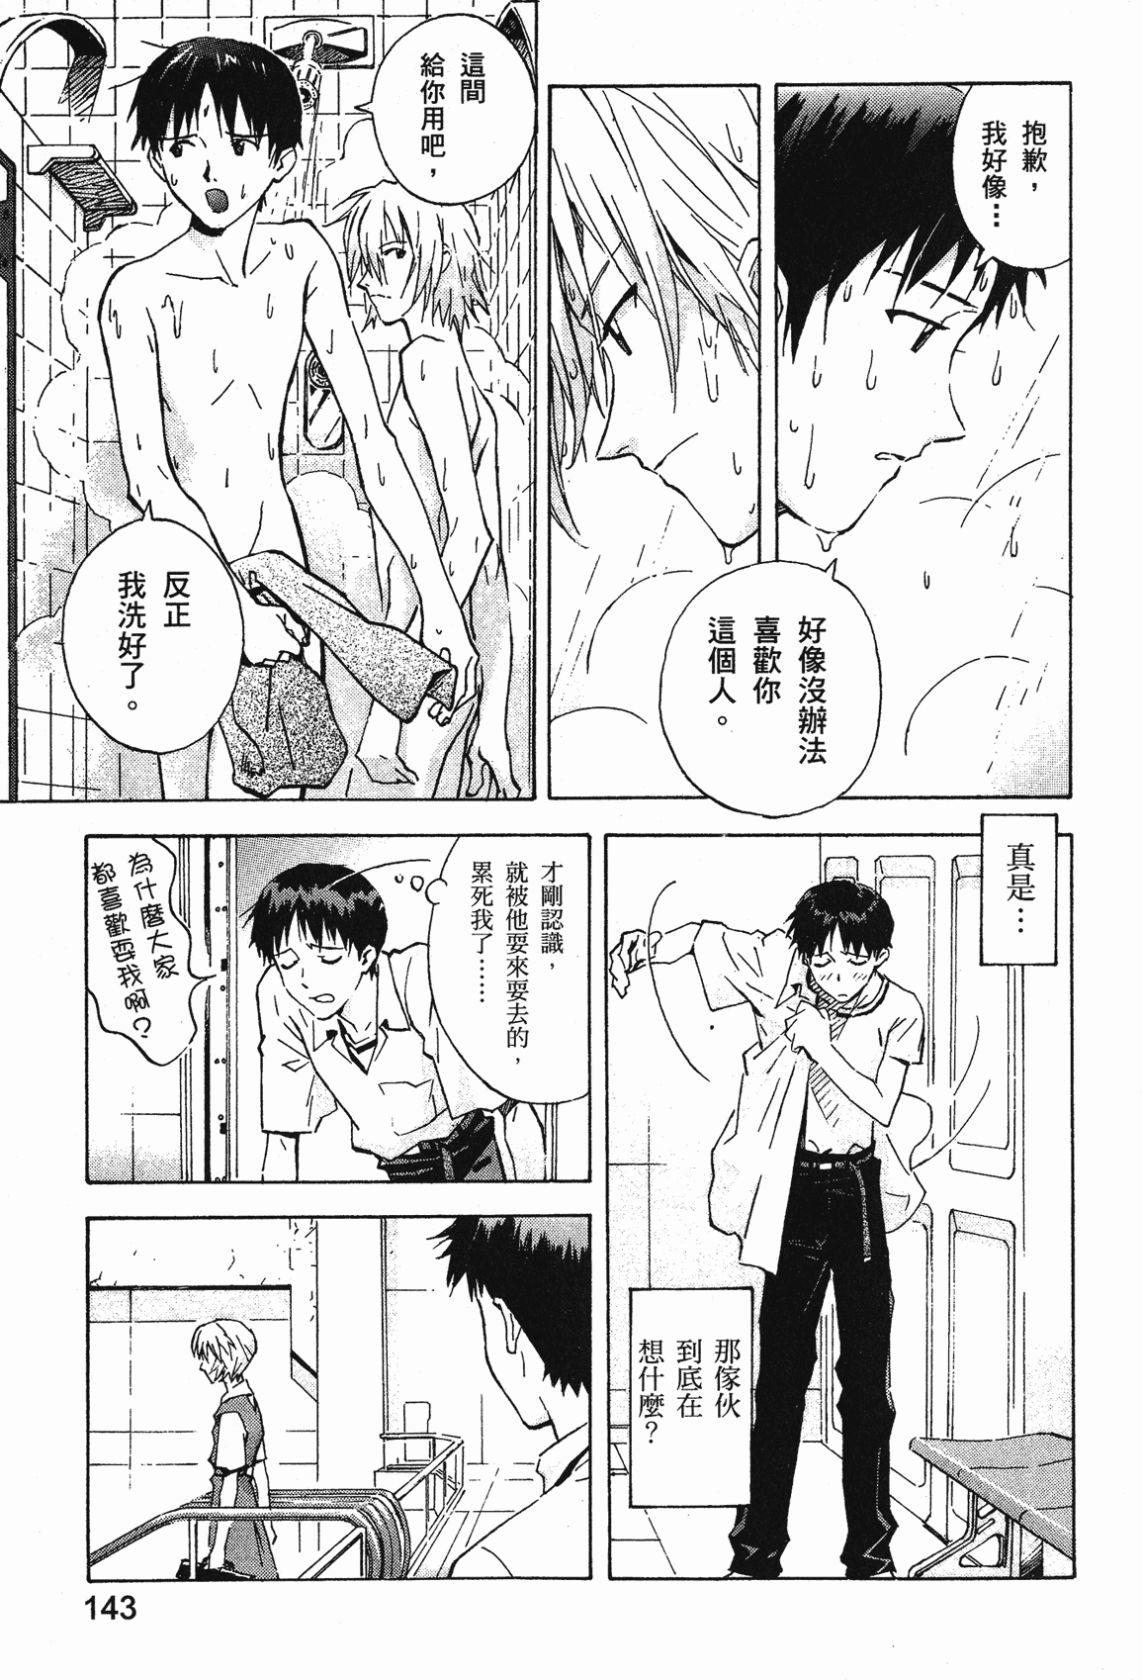 抱歉，
我好像…
好像沒辦法
喜歡你
這個人。
這間
給你用吧，
反正
我洗好了。
真是…
那傢伙
到底在
想什麼？
才剛認識，
就被他耍來耍去的，
累死我了……
為什麼大家
都喜歡耍我啊？
143